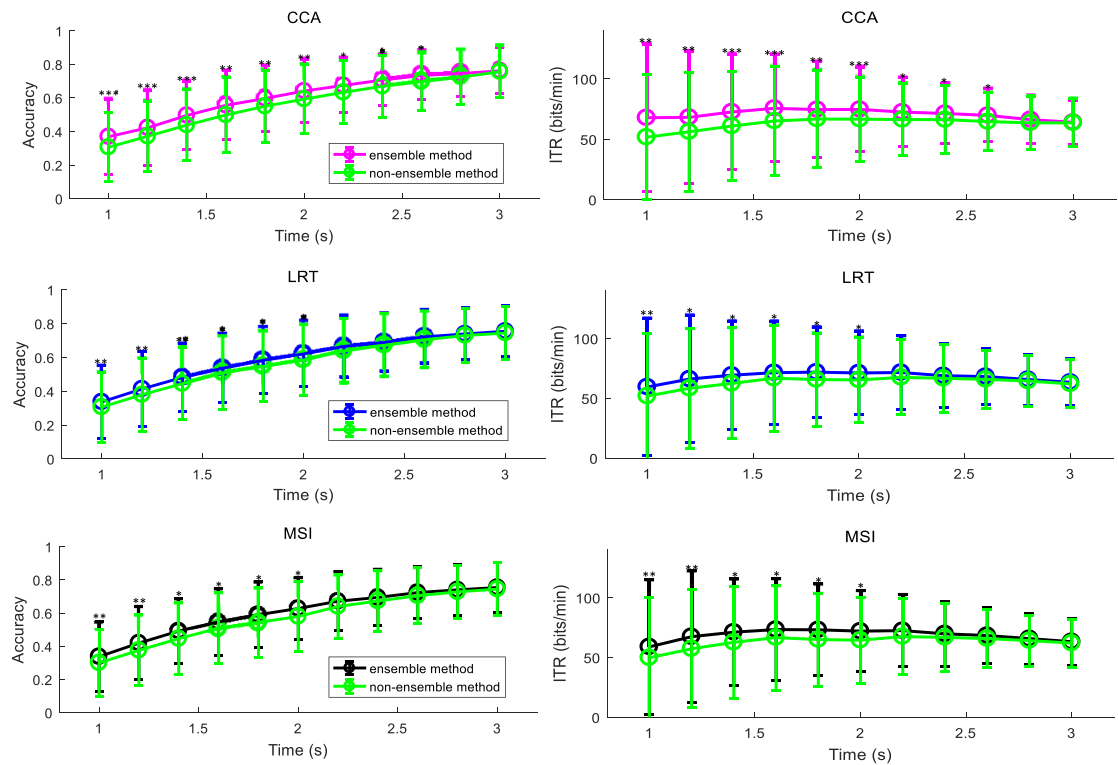 CCA
1
0.8
0.6
0.4
0.2
0
Accuracy
*** *** *** ** ** ** * * *
ensemble method
non-ensemble method
1 1.5 2 2.5 3
Time (s)
CCA
100
50
0
ITR (bits/min)
** ** *** *** ** *** * * *
1 1.5 2 2.5 3
Time (s)
LRT
1
0.8
0.6
0.4
0.2
0
Accuracy
** ** ** * * *
ensemble method
non-ensemble method
1 1.5 2 2.5 3
Time (s)
LRT
100
50
0
ITR (bits/min)
** * * * * *
1 1.5 2 2.5 3
Time (s)
MSI
1
0.8
0.6
0.4
0.2
0
Accuracy
** ** * * * *
ensemble method
non-ensemble method
1 1.5 2 2.5 3
Time (s)
MSI
100
50
0
ITR (bits/min)
** ** * * * *
1 1.5 2 2.5 3
Time (s)